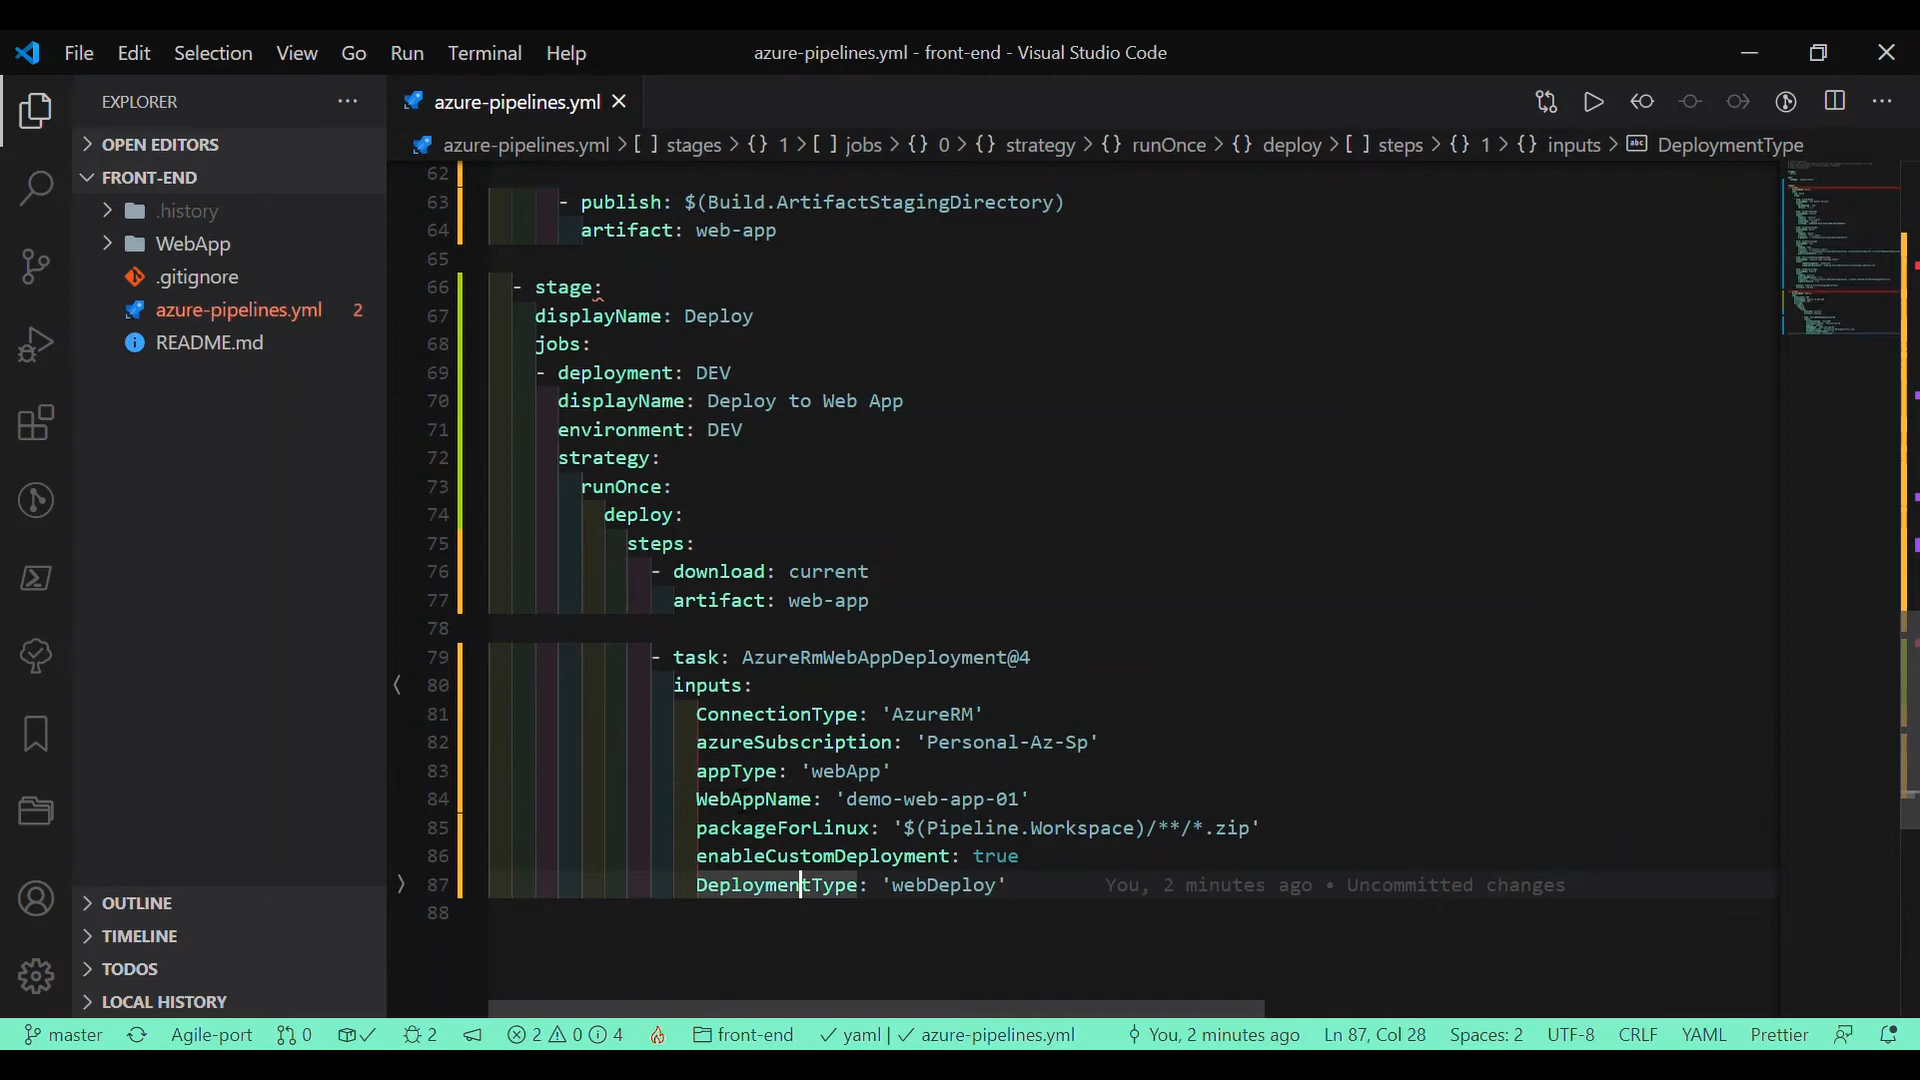 File Edit Selection View Go Run Terminal Help
azure-pipelines.yml - front-end - Visual Studio Code
EXPLORER
azure-pipelines.yml
OPEN EDITORS
FRONT-END
.history
WebApp
.gitignore
azure-pipelines.yml 2
README.md
OUTLINE
TIMELINE
TODOS
LOCAL HISTORY
azure-pipelines.yml > [ ] stages > {} 1 > [ ] jobs > {} 0 > {} strategy > {} runOnce > {} deploy > [ ] steps > {} 1 > {} inputs > abc DeploymentType
62
63 - publish: $(Build.ArtifactStagingDirectory)
64 artifact: web-app
65
66 - stage:
67 displayName: Deploy
68 jobs:
69 - deployment: DEV
70 displayName: Deploy to Web App
71 environment: DEV
72 strategy:
73 runOnce:
74 deploy:
75 steps:
76 - download: current
77 artifact: web-app
78
79 - task: AzureRmWebAppDeployment@4
80 inputs:
81 ConnectionType: 'AzureRM'
82 azureSubscription: 'Personal-Az-Sp'
83 appType: 'webApp'
84 WebAppName: 'demo-web-app-01'
85 packageForLinux: '$(Pipeline.Workspace)/**/*.zip'
86 enableCustomDeployment: true
87 DeploymentType: 'webDeploy' You, 2 minutes ago • Uncommitted changes
88
master Agile-port 0 2 2 0 4 front-end yaml | azure-pipelines.yml You, 2 minutes ago Ln 87, Col 28 Spaces: 2 UTF-8 CRLF YAML Prettier